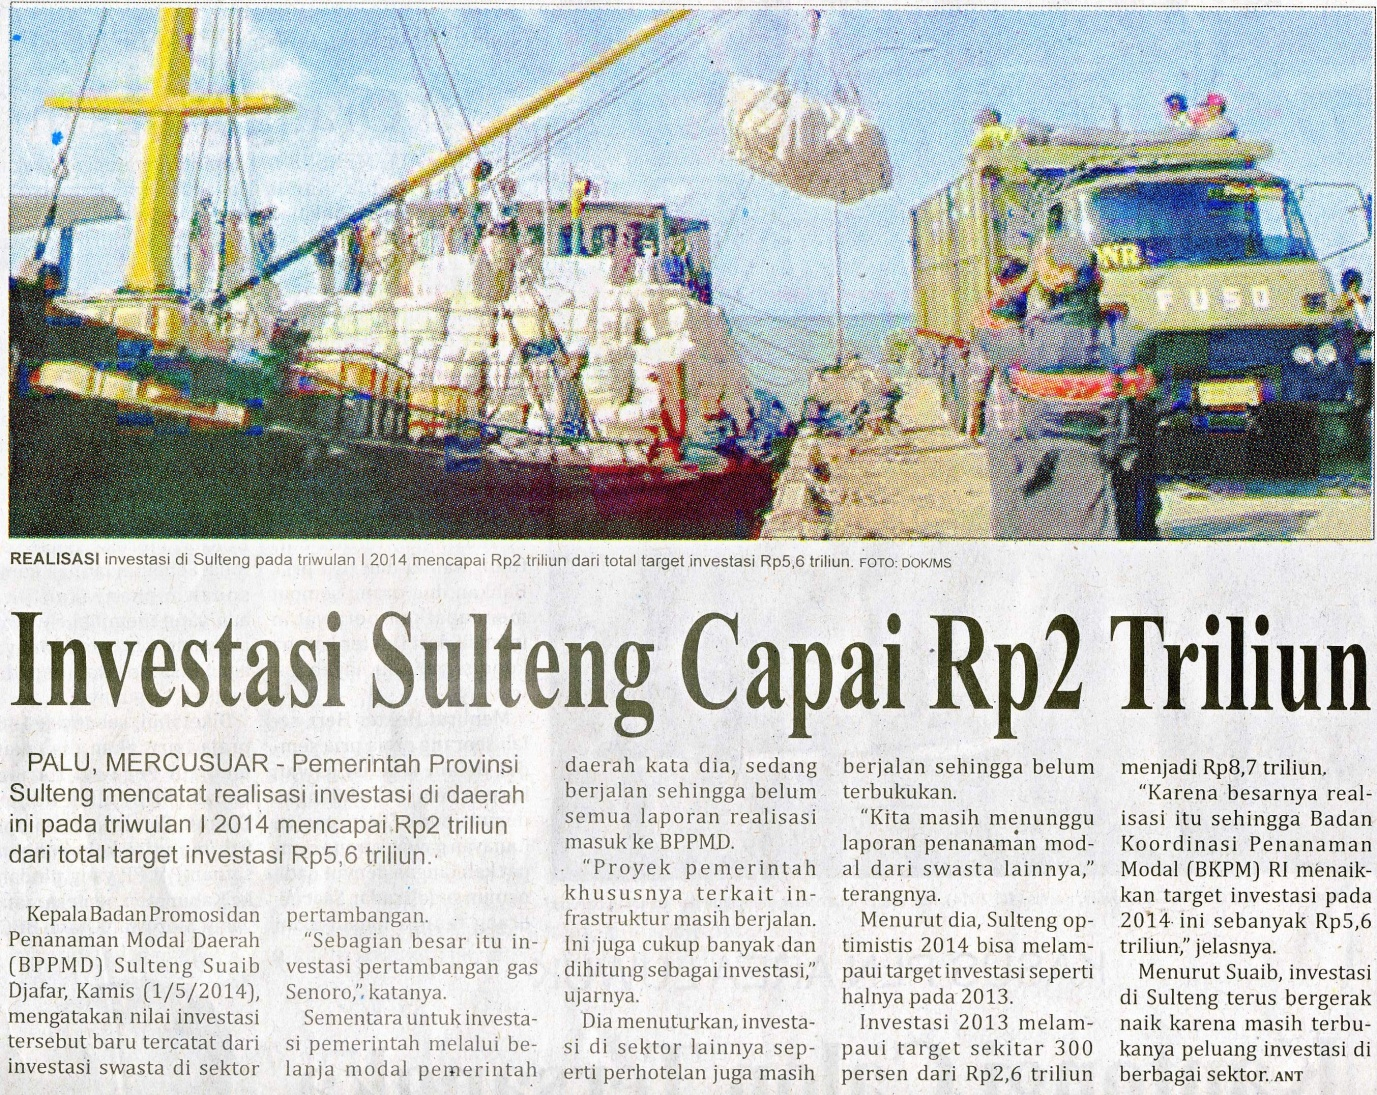 WR
FUSO
REALISASI investasi di Sulteng pada triwulan I 2014 mencapai Rp2 triliun dari total target investasi Rp5,6 triliun. FOTO: DOK/MS
Investasi Sulteng Capai Rp2 Triliun
PALU, MERCUSUAR - Pemerintah Provinsi
Sulteng mencatat realisasi investasi di daerah
ini pada triwulan I 2014 mencapai Rp2 triliun
dari total target investasi Rp5,6 triliun.
Kepala Badan Promosi dan
Penanaman Modal Daerah
(BPPMD) Sulteng Suaib
Djafar, Kamis (1/5/2014),
mengatakan nilai investasi
tersebut baru tercatat dari
investasi swasta di sektor
pertambangan.
“Sebagian besar itu in-
vestasi pertambangan gas
Senoro,” katanya.
Sementara untuk investa-
si pemerintah melalui be-
lanja modal pemerintah
daerah kata dia, sedang
berjalan sehingga belum
semua laporan realisasi
masuk ke BPPMD.
“Proyek pemerintah
khususnya terkait in-
frastruktur masih berjalan.
Ini juga cukup banyak dan
dihitung sebagai investasi,”
ujarnya.
Dia menuturkan, investa-
si di sektor lainnya sep-
erti perhotelan juga masih
berjalan sehingga belum
terbukukan.
“Kita masih menunggu
laporan penanaman mod-
al dari swasta lainnya,”
terangnya.
Menurut dia, Sulteng op-
timistis 2014 bisa melam-
paui target investasi seperti
halnya pada 2013.
Investasi 2013 melam-
paui target sekitar 300
persen dari Rp2,6 triliun
menjadi Rp8,7 triliun.
“Karena besarnya real-
isasi itu sehingga Badan
Koordinasi Penanaman
Modal (BKPM) RI menaik-
kan target investasi pada
2014 ini sebanyak Rp5,6
triliun,” jelasnya.
Menurut Suaib, investasi
di Sulteng terus bergerak
naik karena masih terbu-
kanya peluang investasi di
berbagai sektor. ANT